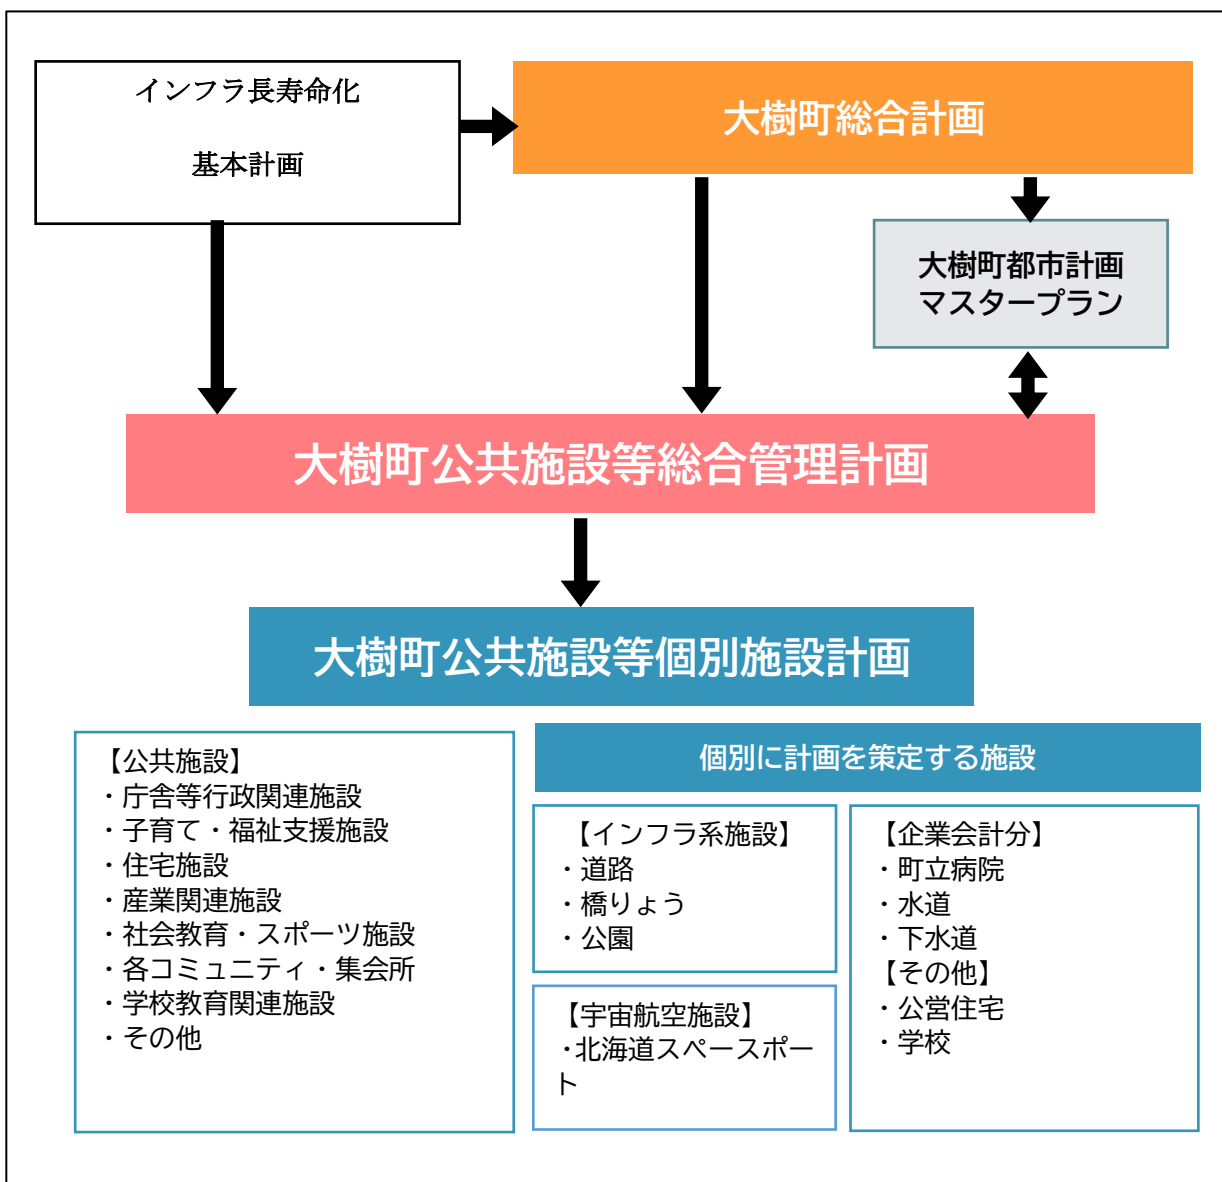 インフラ長寿命化
基本計画
大樹町総合計画
大樹町都市計画
マスタープラン
大樹町公共施設等総合管理計画
大樹町公共施設等個別施設計画
【公共施設】
・庁舎等行政関連施設
・子育て・福祉支援施設
・住宅施設
・産業関連施設
・社会教育・スポーツ施設
・各コミュニティ・集会所
・学校教育関連施設
・その他
個別に計画を策定する施設
【インフラ系施設】
・道路
・橋りょう
・公園
【宇宙航空施設】
・北海道スペースポー
ト
【企業会計分】
・町立病院
・水道
・下水道
【その他】
・公営住宅
・学校